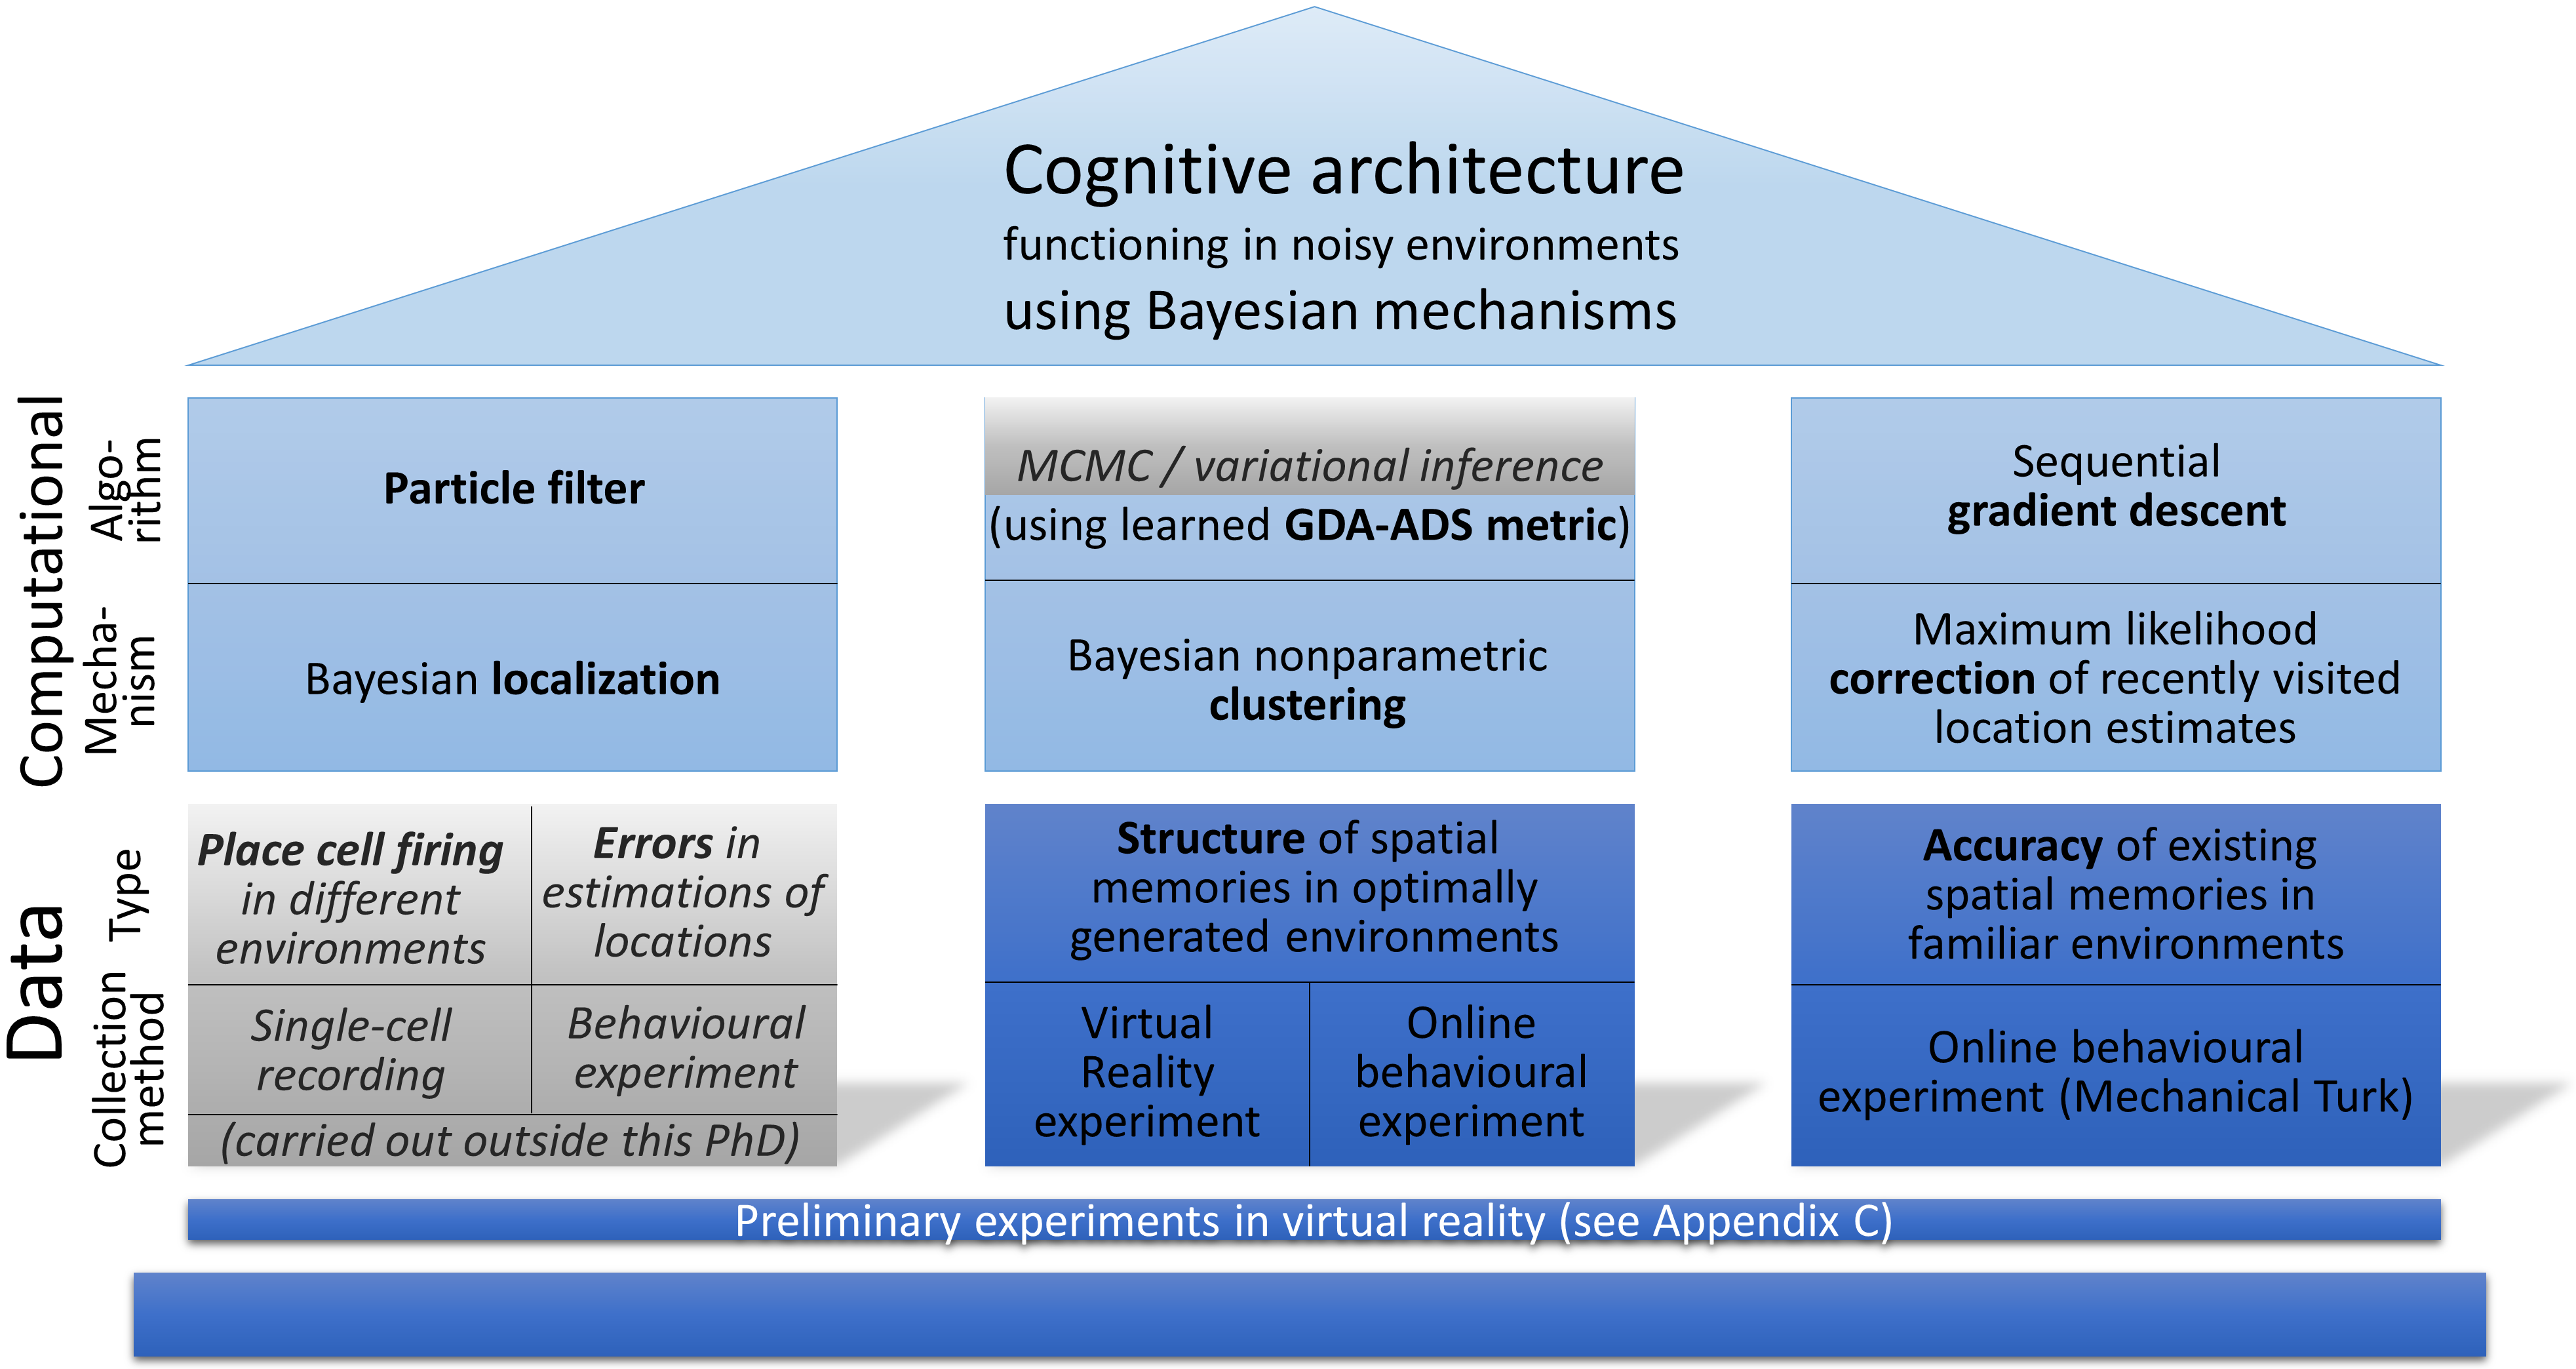 Cognitive architecture
functioning in noisy environments
using Bayesian mechanisms
Computational
Algo-
rithm
Particle filter
MCMC / variational inference
(using learned GDA-ADS metric)
Sequential
gradient descent
Mecha-
nism
Bayesian localization
Bayesian nonparametric
clustering
Maximum likelihood
correction of recently visited
location estimates
Data
Type
Place cell firing
in different
environments
Errors in
estimations of
locations
Structure of spatial
memories in optimally
generated environments
Accuracy of existing
spatial memories in
familiar environments
Collection
method
Single-cell
recording
Behavioural
experiment
(carried out outside this PhD)
Virtual
Reality
experiment
Online
behavioural
experiment
Online behavioural
experiment (Mechanical Turk)
Preliminary experiments in virtual reality (see Appendix C)